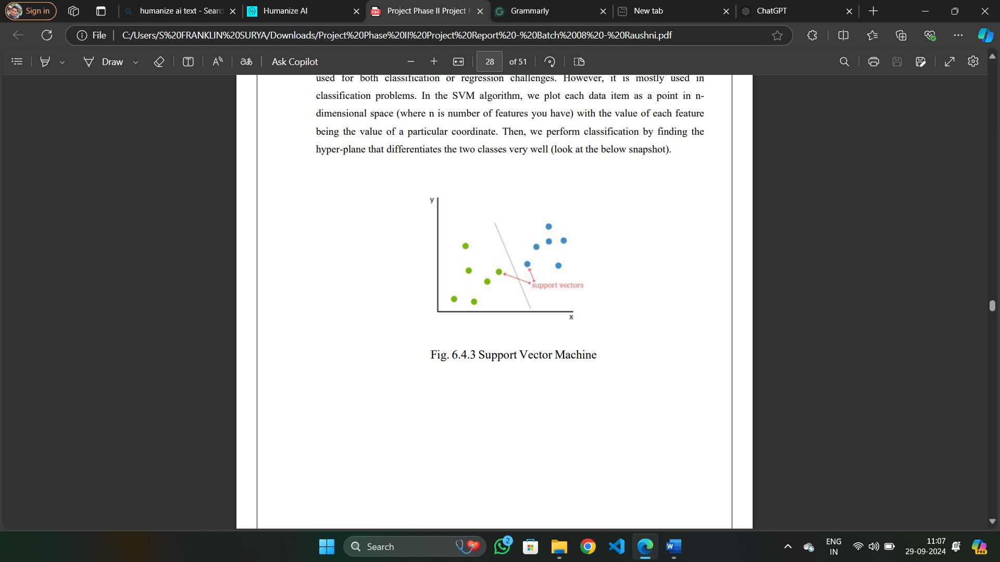 Sign in
humanize ai text - Searc
Humanize AI
Project Phase II Project R
Grammarly
New tab
ChatGPT
File
C:/Users/S%20FRANKLIN%20SURYA/Downloads/Project%20Phase%20II%20Project%20Report%20-%20Batch%2008%20-%20Raushni.pdf
Draw
Ask Copilot
28
of 51
used for both classification or regression challenges. However, it is mostly used in
classification problems. In the SVM algorithm, we plot each data item as a point in n-
dimensional space (where n is number of features you have) with the value of each feature
being the value of a particular coordinate. Then, we perform classification by finding the
hyper-plane that differentiates the two classes very well (look at the below snapshot).
y
support vectors
x
Fig. 6.4.3 Support Vector Machine
Search
2
ENG
IN
11:07
29-09-2024
PRE